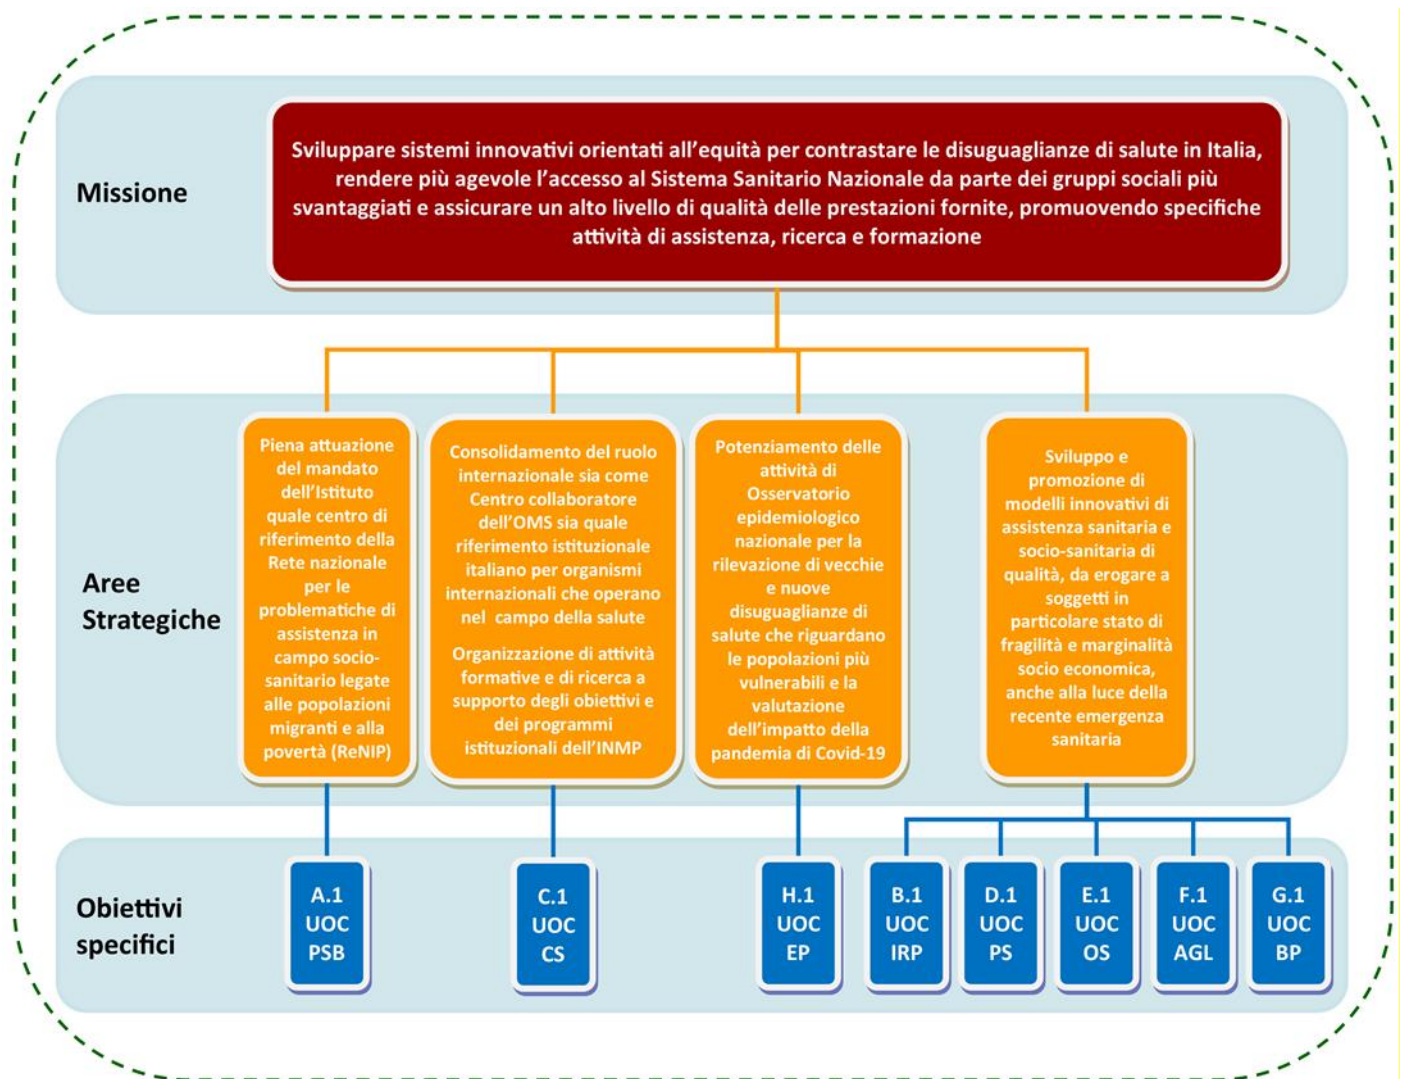 Missione
Sviluppare sistemi innovativi orientati all’equità per contrastare le disuguaglianze di salute in Italia,
rendere più agevole l’accesso al Sistema Sanitario Nazionale da parte dei gruppi sociali più
svantaggiati e assicurare un alto livello di qualità delle prestazioni fornite, promuovendo specifiche
attività di assistenza, ricerca e formazione
Aree
Strategiche
Piena attuazione
del mandato
dell’Istituto
quale centro di
riferimento della
Rete nazionale
per le
problematiche di
assistenza in
campo socio-
sanitario legate
alle popolazioni
migranti e alla
povertà (ReNIP)
Consolidamento del ruolo
internazionale sia come
Centro collaboratore
dell’OMS sia quale
riferimento istituzionale
italiano per organismi
internazionali che operano
nel campo della salute
Organizzazione di attività
formative e di ricerca a
supporto degli obiettivi e
dei programmi
istituzionali dell’INMP
Potenziamento delle
attività di
Osservatorio
epidemiologico
nazionale per la
rilevazione di vecchie
e nuove
disuguaglianze di
salute che riguardano
le popolazioni più
vulnerabili e la
valutazione
dell’impatto della
pandemia di Covid-19
Sviluppo e
promozione di
modelli innovativi di
assistenza sanitaria e
socio-sanitaria di
qualità, da erogare a
soggetti in
particolare stato di
fragilità e marginalità
socio economica,
anche alla luce della
recente emergenza
sanitaria
Obiettivi
specifici
A.1
UOC
PSB
C.1
UOC
CS
H.1
UOC
EP
B.1
UOC
IRP
D.1
UOC
PS
E.1
UOC
OS
F.1
UOC
AGL
G.1
UOC
BP